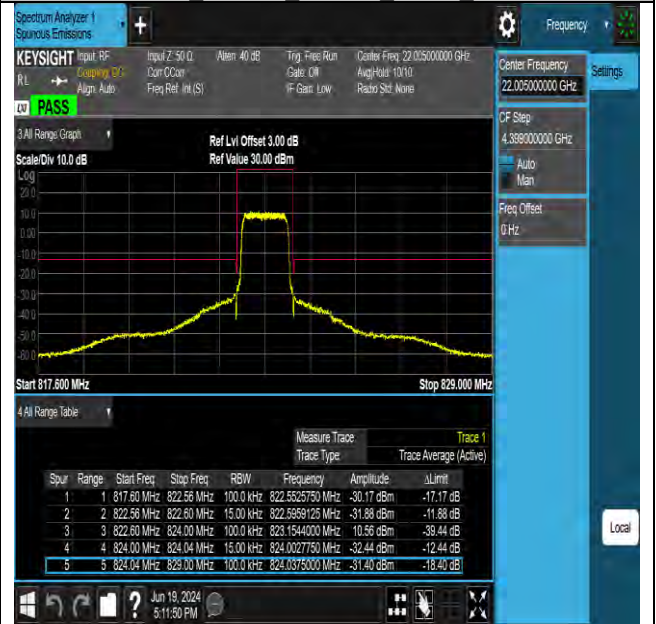 Spectrum Analyzer 1
Spurious Emissions
+
Frequency
KEYSIGHT
Input: RF
Input Z: 50 Ω
Atten: 40 dB
Trig: Free Run
Center Freq: 22.005000000 GHz
RL
Coupling: DC
Corr CCorr
Gate: Off
Avg|Hold: 10/10
Align: Auto
Freq Ref: Int (S)
IF Gain: Low
Radio Std: None
PASS
3 All Range Graph
Ref Lvl Offset 3.00 dB
Scale/Div 10.0 dB
Ref Value 30.00 dBm
Log
20.0
10.0
0.00
-10.0
-20.0
-30.0
-40.0
-50.0
-60.0
Start 817.600 MHz
Stop 829.000 MHz
4 All Range Table
Measure Trace Trace 1
Trace Type Trace Average (Active)
Spur Range Start Freq Stop Freq RBW Frequency Amplitude ΔLimit
1 1 817.60 MHz 822.56 MHz 100.0 kHz 822.5525750 MHz -30.17 dBm -17.17 dB
2 2 822.56 MHz 822.60 MHz 15.00 kHz 822.5959125 MHz -31.88 dBm -11.88 dB
3 3 822.60 MHz 824.00 MHz 100.0 kHz 823.1544000 MHz 10.56 dBm -39.44 dB
4 4 824.00 MHz 824.04 MHz 15.00 kHz 824.0027750 MHz -32.44 dBm -12.44 dB
5 5 824.04 MHz 829.00 MHz 100.0 kHz 824.0375000 MHz -31.40 dBm -18.40 dB
Center Frequency
22.005000000 GHz
Settings
CF Step
4.399000000 GHz
Auto
Man
Freq Offset
0 Hz
Local
?
Jun 19, 2024
5:11:50 PM